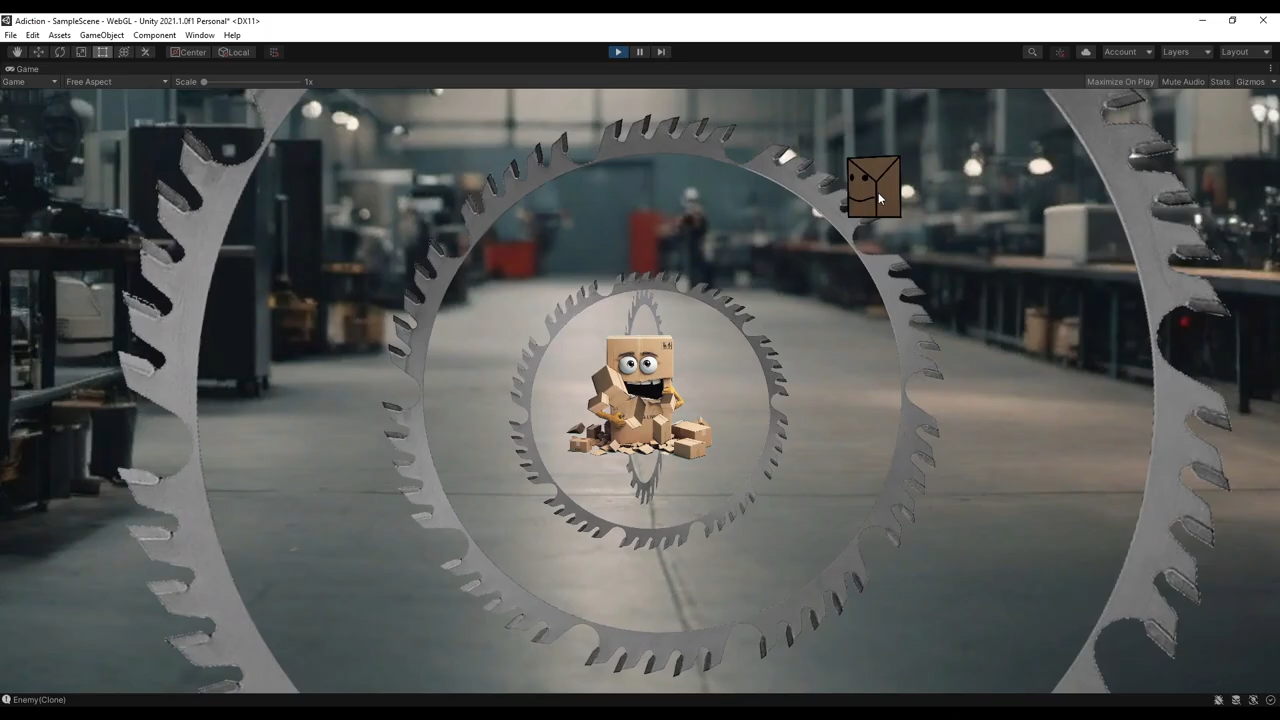 Adiction - SampleScene - WebGL - Unity 2021.1.0f1 Personal* <DX11>
File Edit Assets GameObject Component Window Help
Center Local Account Layers Layout
Game
Game Free Aspect Scale 1x Maximize On Play Mute Audio Stats Gizmos
Enemy(Clone)